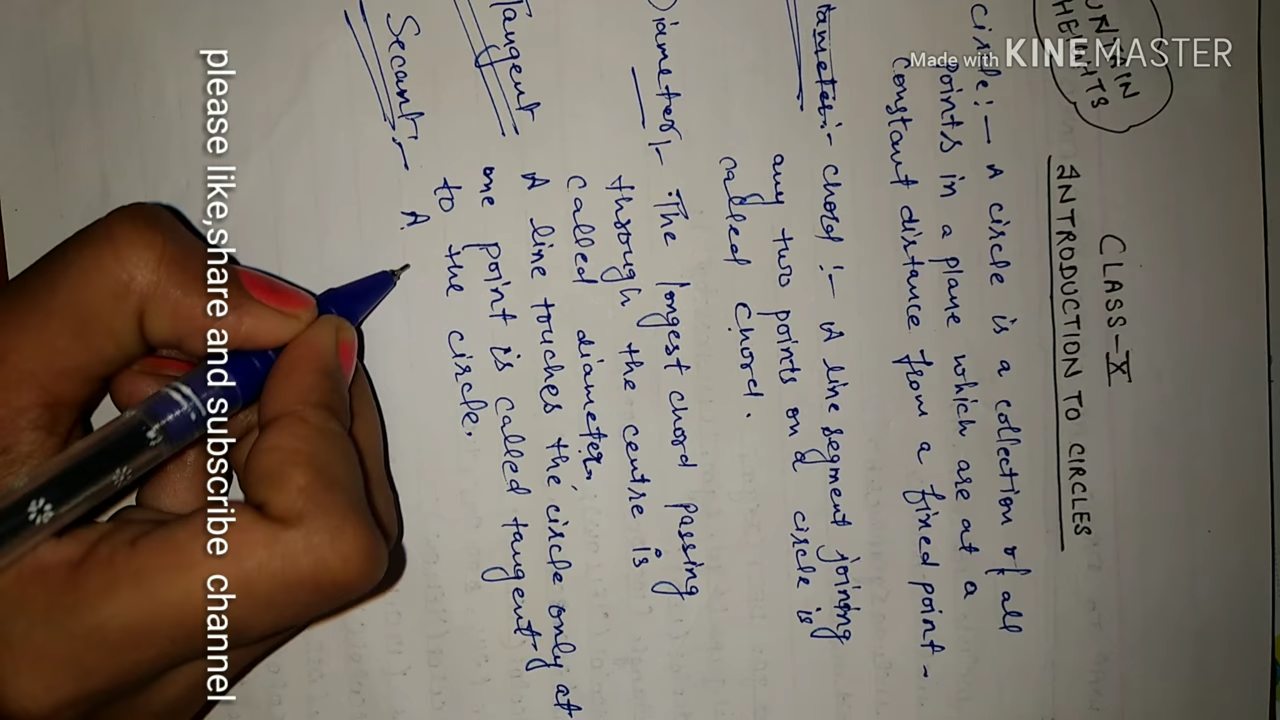 CLASS-X
INTRODUCTION TO CIRCLES
circle:- A circle is a collection of all
points in a plane which are at a
constant distance from a fixed point-
chord :- A line segment joining
any two points on a circle is
called chord.
Diameter:- The longest chord passing
through the centre is
called diameter.
Tangent A line touches the circle only at
one point is called tangent-
to the circle.
Secant:- A
Made with KINEMASTER
please like,share and subscribe channel